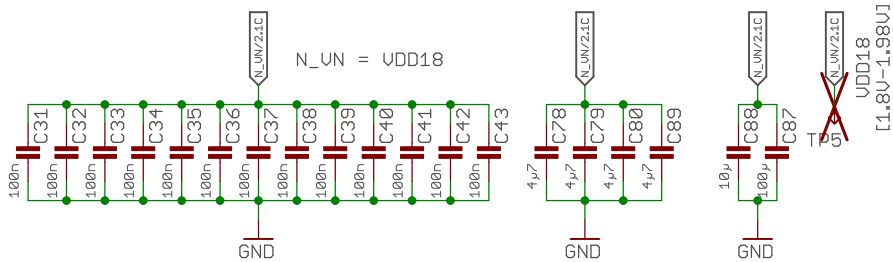 N_VN/2.1C
N_VN/2.1C
N_VN/2.1C
N_VN/2.1C
N_VN = VDD18
VDD18
[1.8V-1.98V]
TP5
C31
C32
C33
C34
C35
C36
C37
C38
C39
C40
C41
C42
C43
C78
C79
C80
C89
C88
C87
100n
100n
100n
100n
100n
100n
100n
100n
100n
100n
100n
100n
100n
4µ7
4µ7
4µ7
4µ7
10µ
100µ
GND
GND
GND